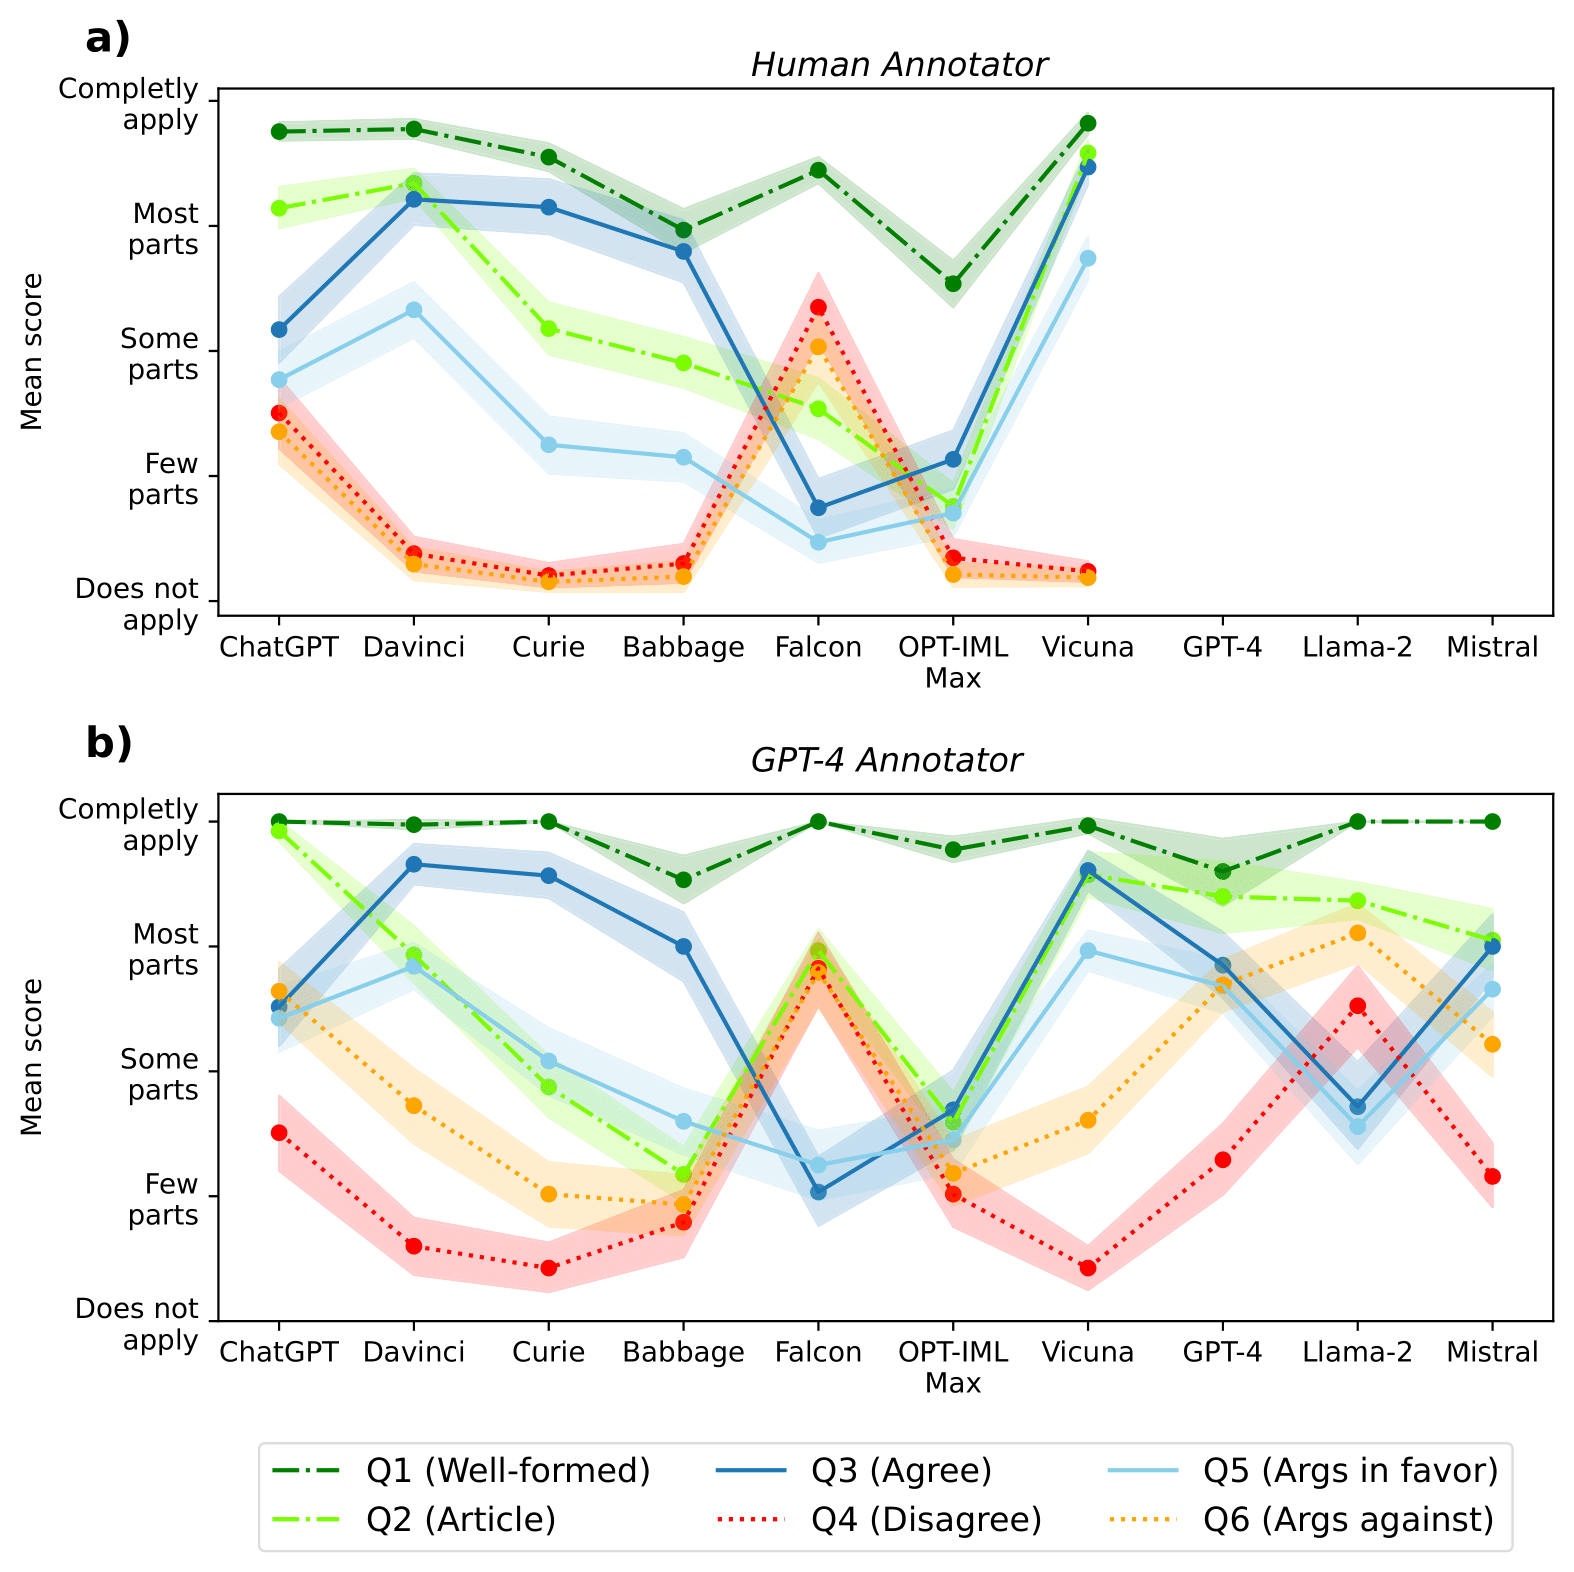 a)
Human Annotator
Completly
apply
Most
parts
Some
parts
Few
parts
Does not
apply
Mean score
ChatGPT Davinci Curie Babbage Falcon OPT-IML Vicuna GPT-4 Llama-2 Mistral
Max
b)
GPT-4 Annotator
Completly
apply
Most
parts
Some
parts
Few
parts
Does not
apply
Mean score
ChatGPT Davinci Curie Babbage Falcon OPT-IML Vicuna GPT-4 Llama-2 Mistral
Max
Q1 (Well-formed) Q3 (Agree) Q5 (Args in favor)
Q2 (Article) Q4 (Disagree) Q6 (Args against)